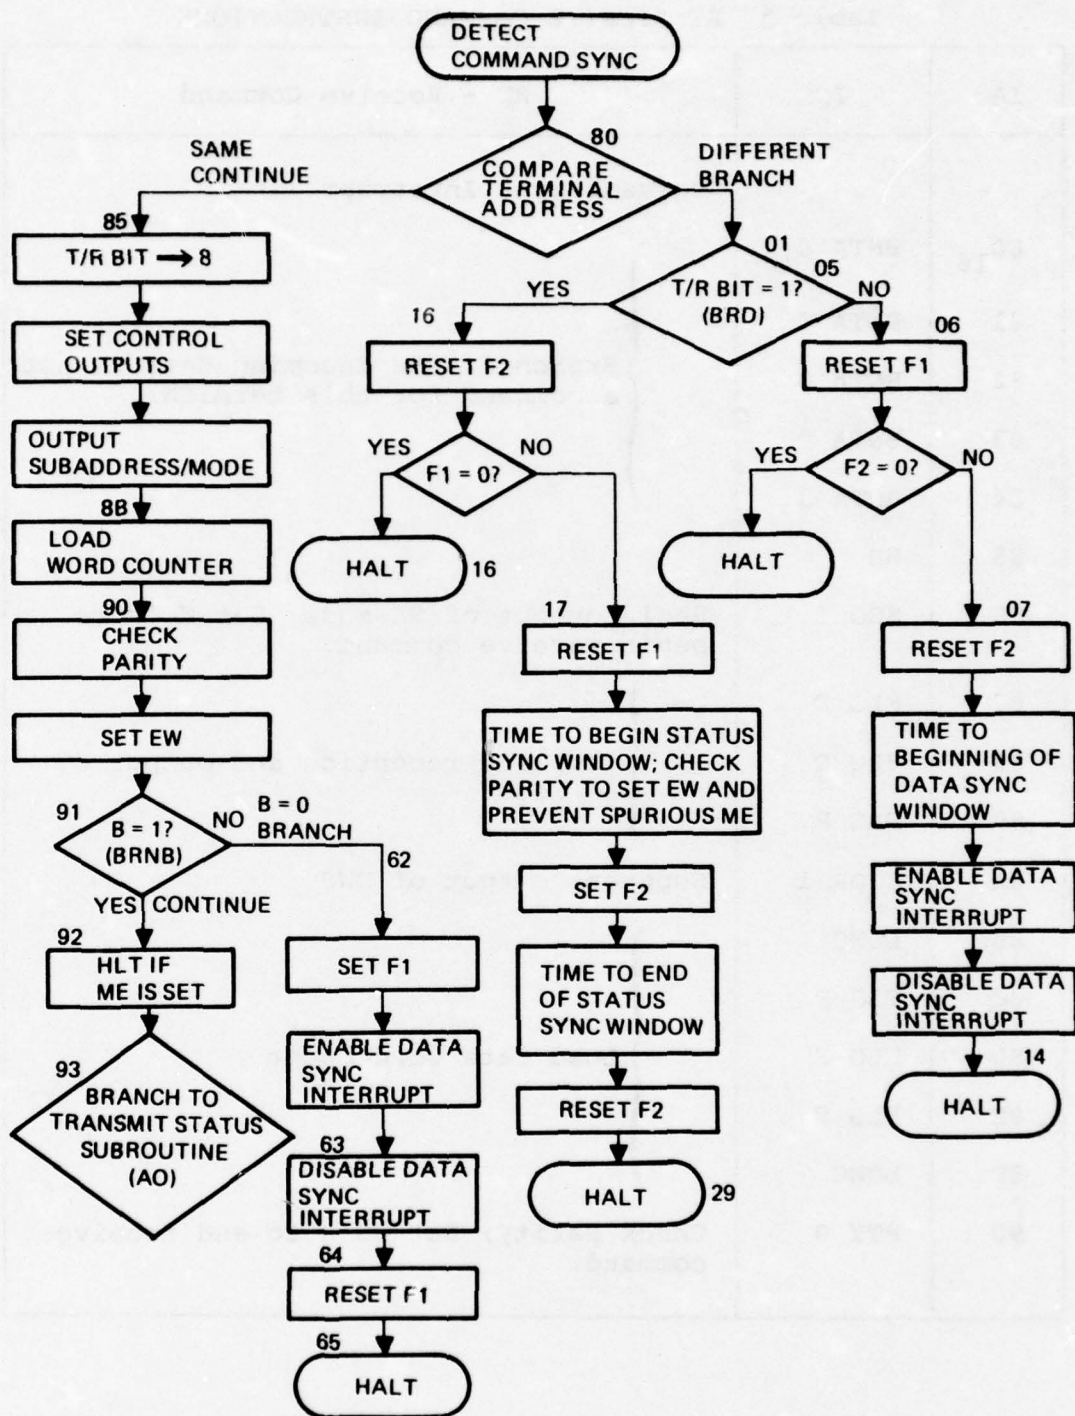 DETECT
COMMAND SYNC
80
COMPARE
TERMINAL
ADDRESS
SAME
CONTINUE
DIFFERENT
BRANCH
85
T/R BIT → 8
SET CONTROL
OUTPUTS
OUTPUT
SUBADDRESS/MODE
8B
LOAD
WORD COUNTER
90
CHECK
PARITY
SET EW
91
B = 1?
(BRNB)
NO
B = 0
BRANCH
YES
CONTINUE
92
HLT IF
ME IS SET
93
BRANCH TO
TRANSMIT STATUS
SUBROUTINE
(AO)
62
SET F1
ENABLE DATA
SYNC
INTERRUPT
63
DISABLE DATA
SYNC
INTERRUPT
64
RESET F1
65
HALT
01
05
T/R BIT = 1?
(BRD)
YES
NO
16
RESET F2
YES
NO
F1 = 0?
HALT
16
17
RESET F1
TIME TO BEGIN STATUS
SYNC WINDOW; CHECK
PARITY TO SET EW AND
PREVENT SPURIOUS ME
SET F2
TIME TO END
OF STATUS
SYNC WINDOW
RESET F2
HALT
29
06
RESET F1
YES
NO
F2 = 0?
HALT
07
RESET F2
TIME TO
BEGINNING OF
DATA SYNC
WINDOW
ENABLE DATA
SYNC
INTERRUPT
DISABLE DATA
SYNC
INTERRUPT
14
HALT